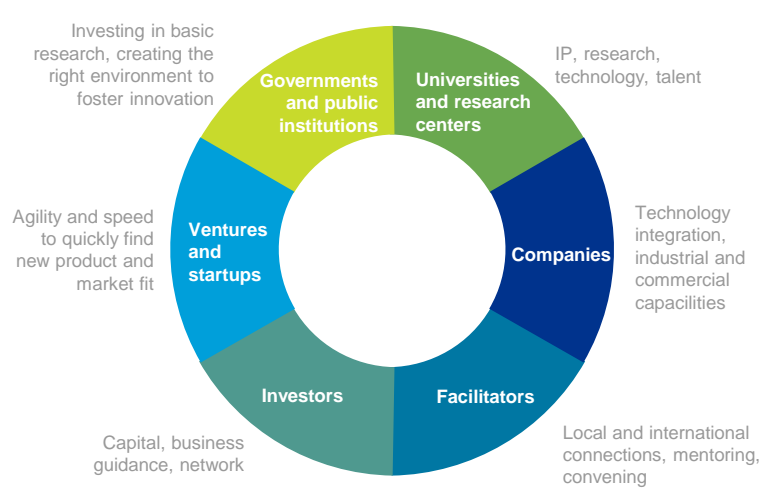 Investing in basic
research, creating the
right environment to
foster innovation
Governments
and public
institutions
Universities
and research
centers
IP, research,
technology, talent
Agility and speed
to quickly find
new product and
market fit
Ventures
and
startups
Companies
Technology
integration,
industrial and
commercial
capacilities
Investors
Facilitators
Capital, business
guidance, network
Local and international
connections, mentoring,
convening